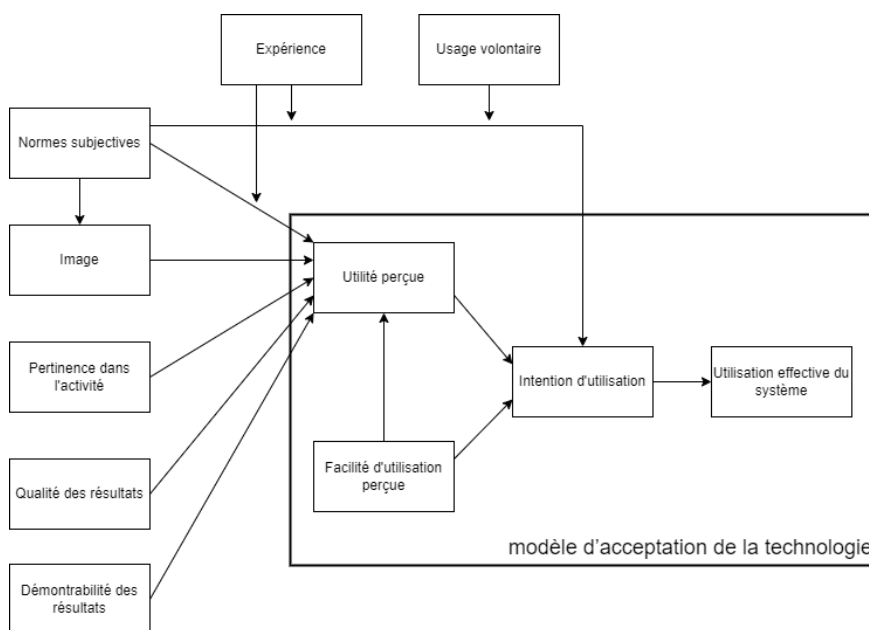 Expérience
Usage volontaire
Normes subjectives
Image
Utilité perçue
Pertinence dans
l'activité
Intention d'utilisation
Utilisation effective du
système
Facilité d'utilisation
perçue
Qualité des résultats
modèle d’acceptation de la technologie
Démontrabilité des
résultats